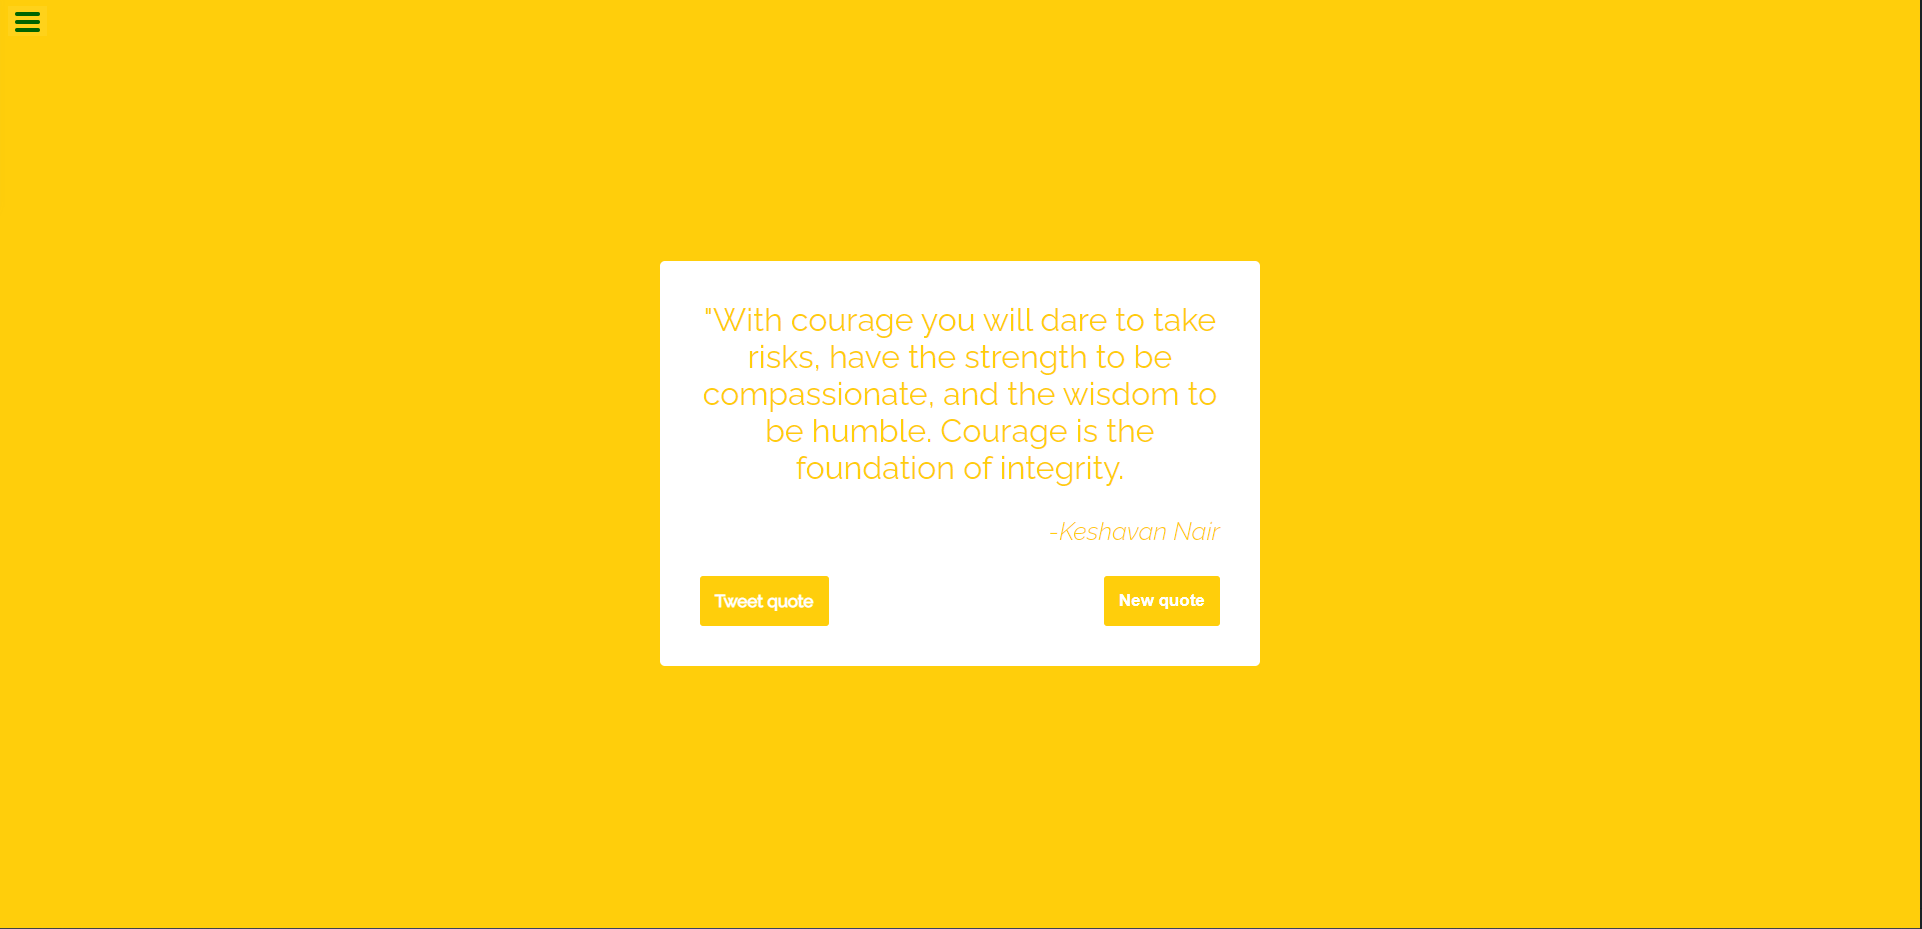 "With courage you will dare to take
risks, have the strength to be
compassionate, and the wisdom to
be humble. Courage is the
foundation of integrity.
-Keshavan Nair
Tweet quote
New quote